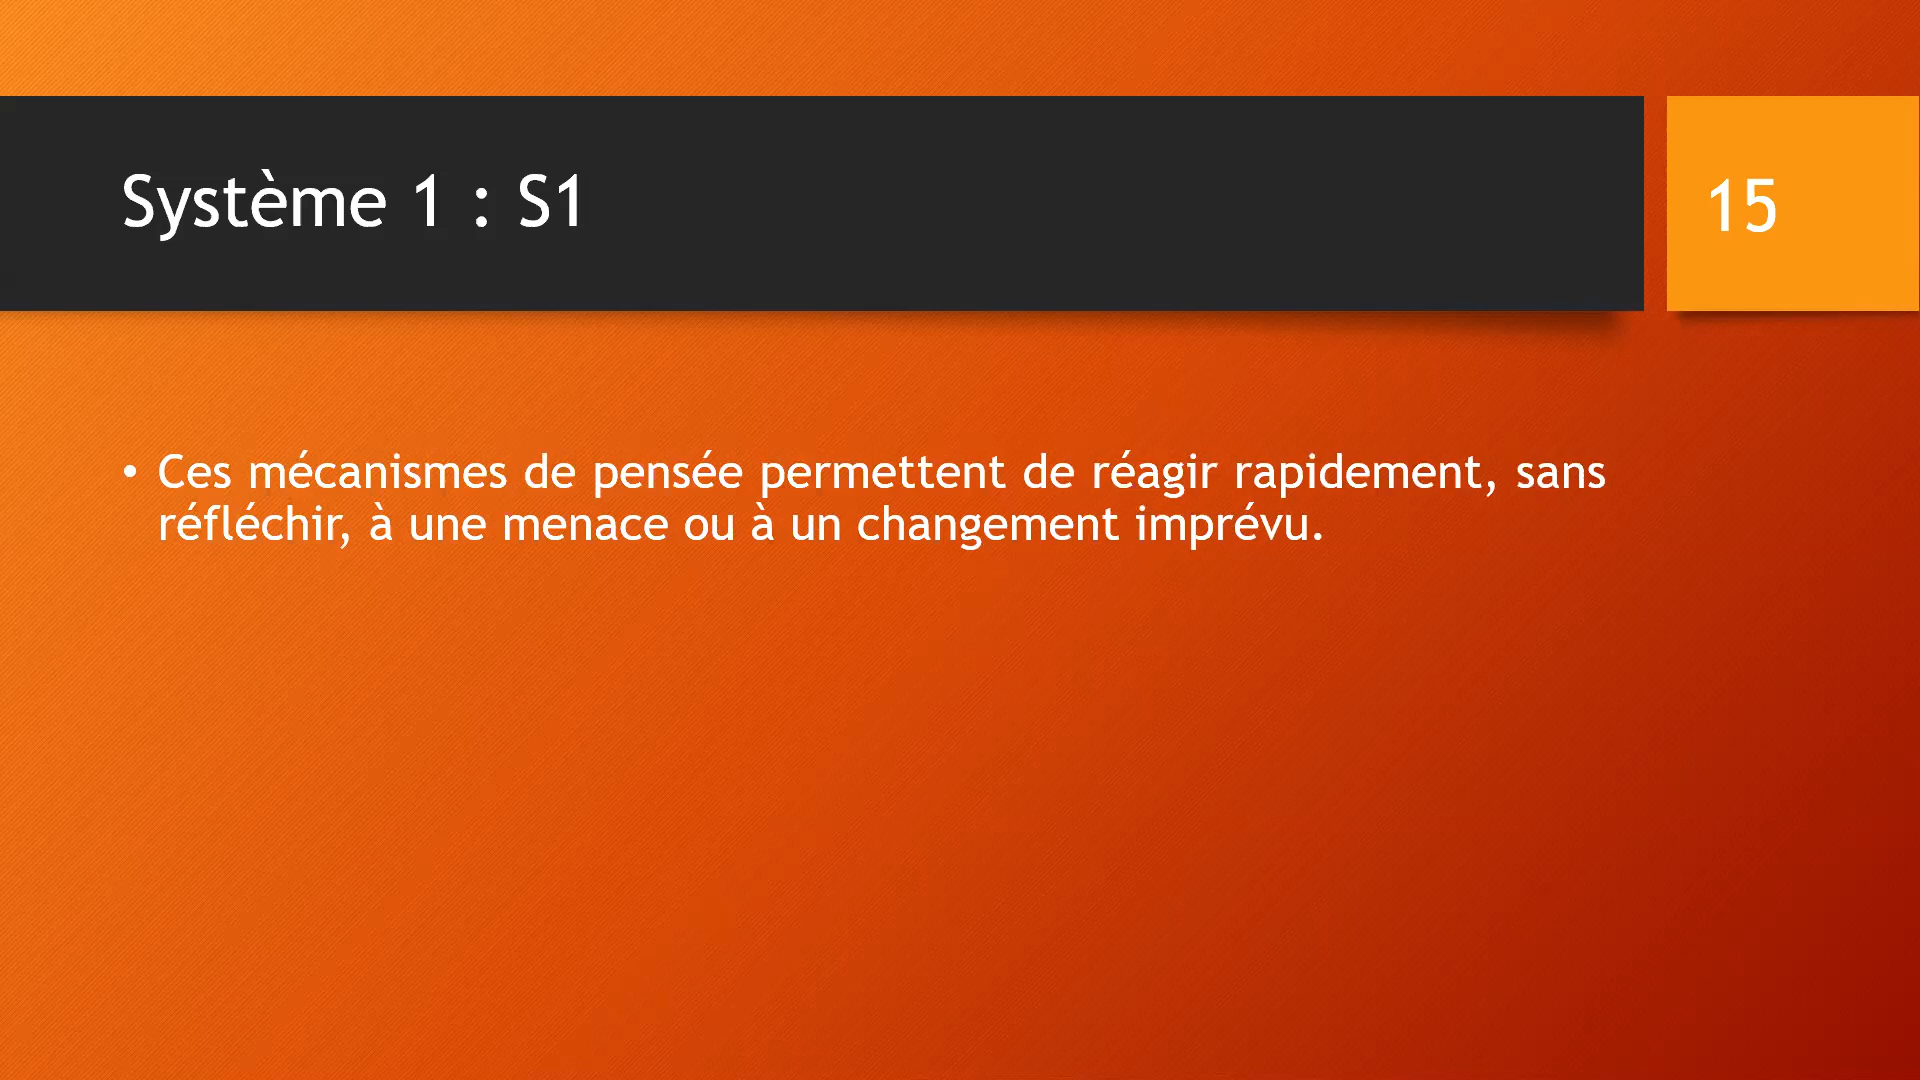 Système 1 : S1
15
• Ces mécanismes de pensée permettent de réagir rapidement, sans
réfléchir, à une menace ou à un changement imprévu.